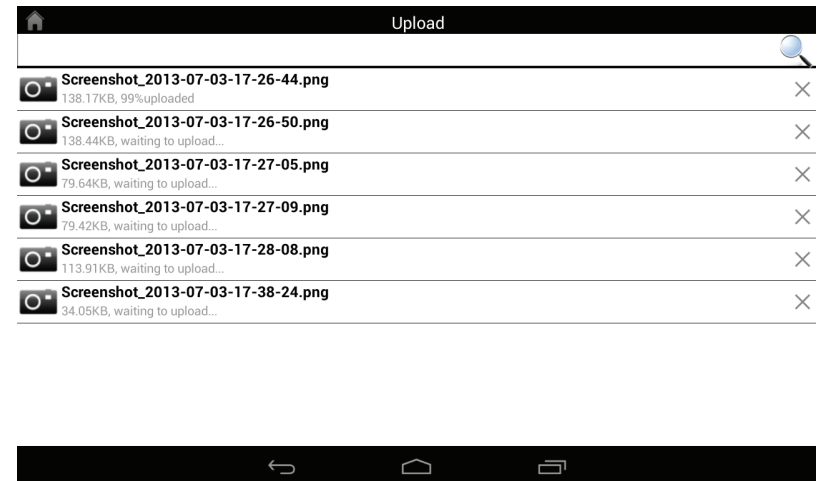 Upload
Screenshot_2013-07-03-17-26-44.png
138.17KB, 99%uploaded
Screenshot_2013-07-03-17-26-50.png
138.44KB, waiting to upload...
Screenshot_2013-07-03-17-27-05.png
79.64KB, waiting to upload...
Screenshot_2013-07-03-17-27-09.png
79.42KB, waiting to upload...
Screenshot_2013-07-03-17-28-08.png
113.91KB, waiting to upload...
Screenshot_2013-07-03-17-38-24.png
34.05KB, waiting to upload...